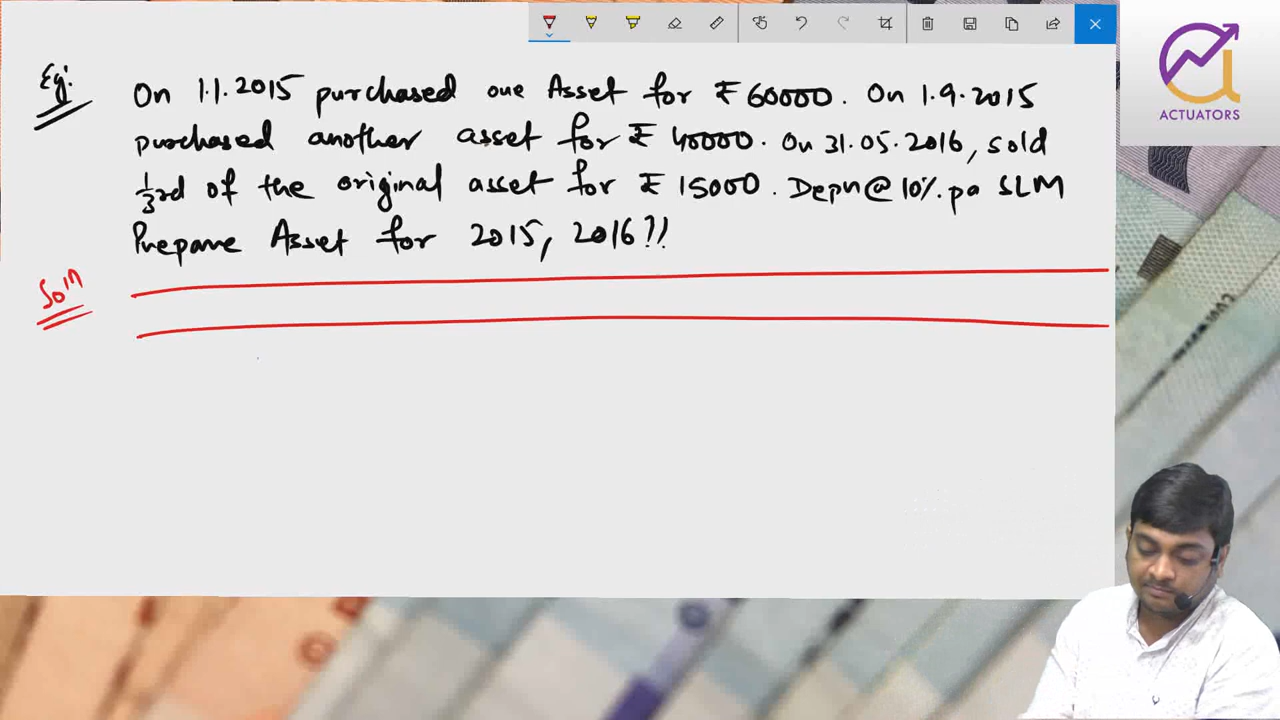 ACTUATORS
Eg:
On 1.1.2015 purchased one Asset for ₹ 60000. On 1.9.2015
purchased another asset for ₹ 40000. On 31.05.2016, sold
1/3rd of the original asset for ₹ 15000. Depn @ 10% pa SLM
Prepare Asset for 2015, 2016??
Soln